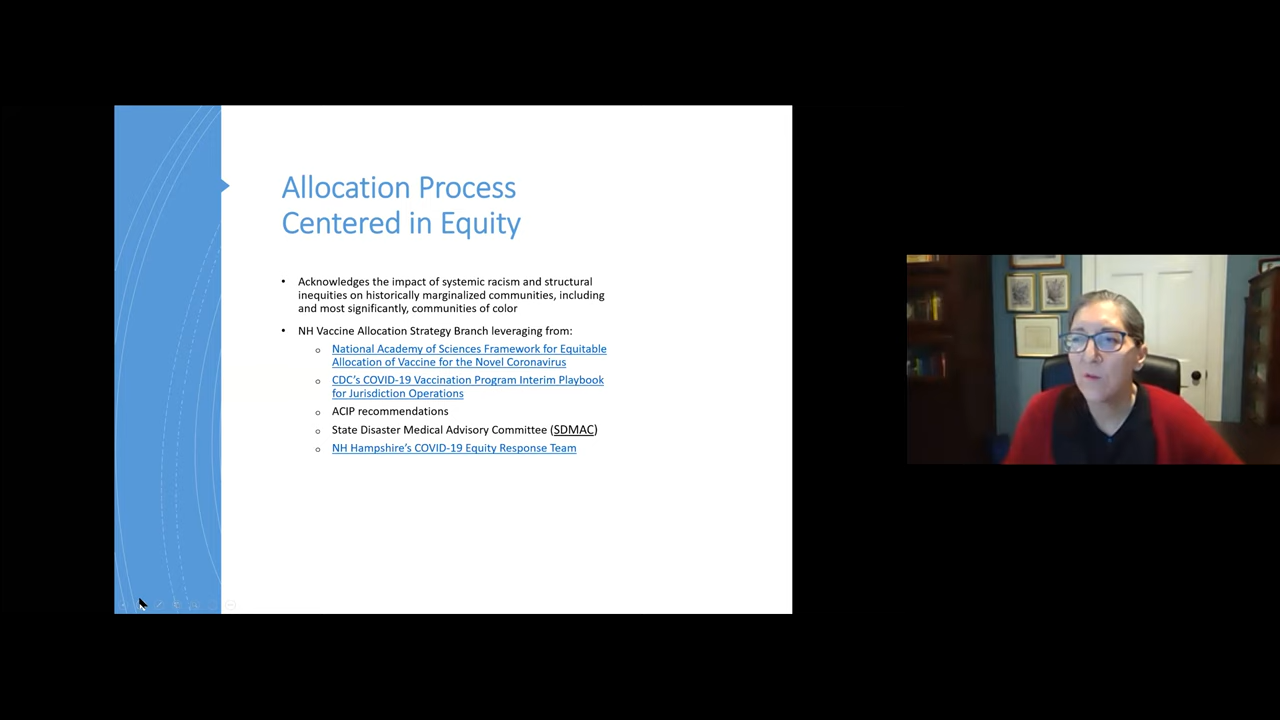 Allocation Process
Centered in Equity
• Acknowledges the impact of systemic racism and structural
inequities on historically marginalized communities, including
and most significantly, communities of color
• NH Vaccine Allocation Strategy Branch leveraging from:
o National Academy of Sciences Framework for Equitable
Allocation of Vaccine for the Novel Coronavirus
o CDC's COVID-19 Vaccination Program Interim Playbook
for Jurisdiction Operations
o ACIP recommendations
o State Disaster Medical Advisory Committee (SDMAC)
o NH Hampshire's COVID-19 Equity Response Team